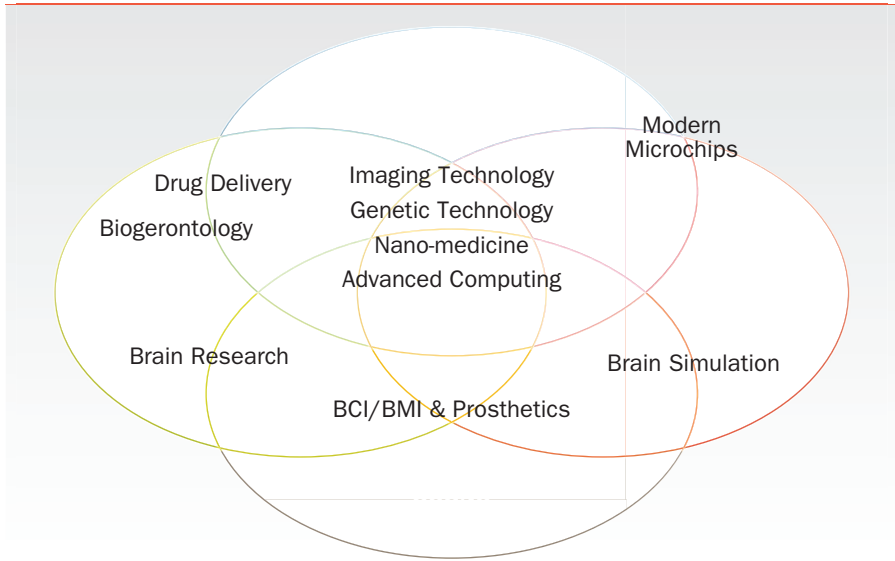 Modern
Microchips
Drug Delivery
Imaging Technology
Genetic Technology
Biogerontology
Nano-medicine
Advanced Computing
Brain Research
Brain Simulation
BCI/BMI & Prosthetics